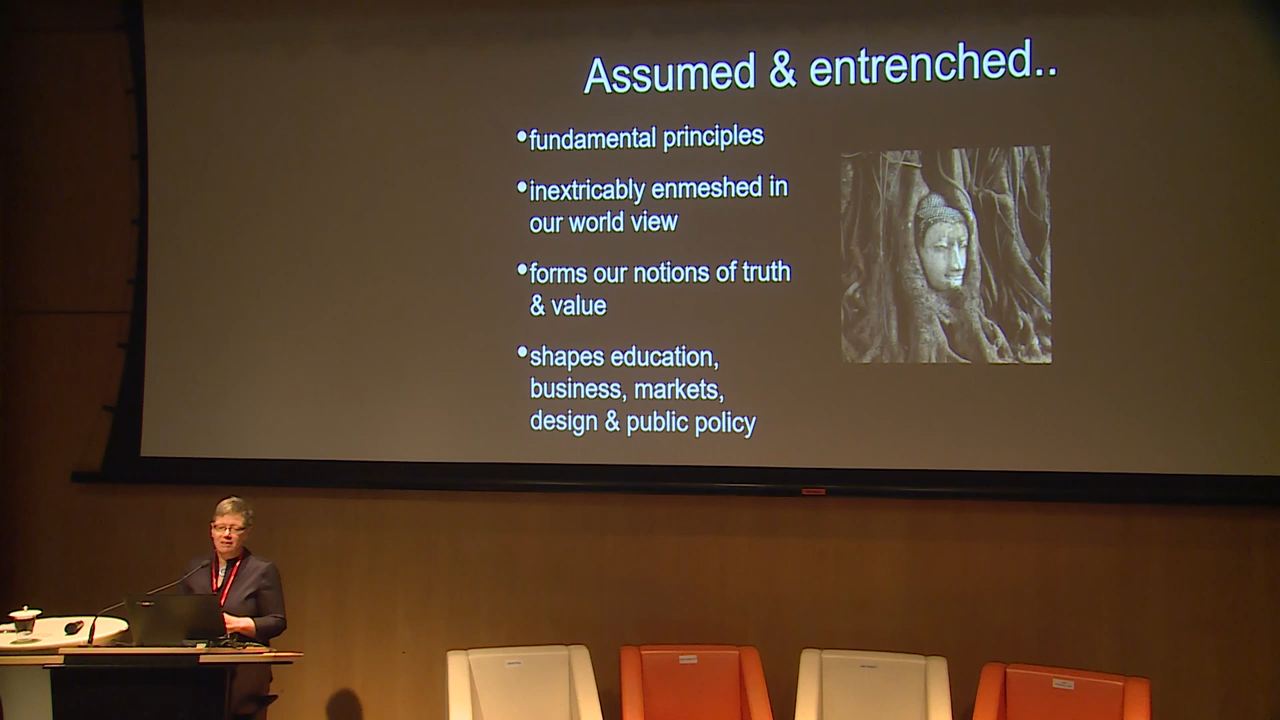 Assumed & entrenched..
•fundamental principles
•inextricably enmeshed in
our world view
•forms our notions of truth
& value
•shapes education,
business, markets,
design & public policy